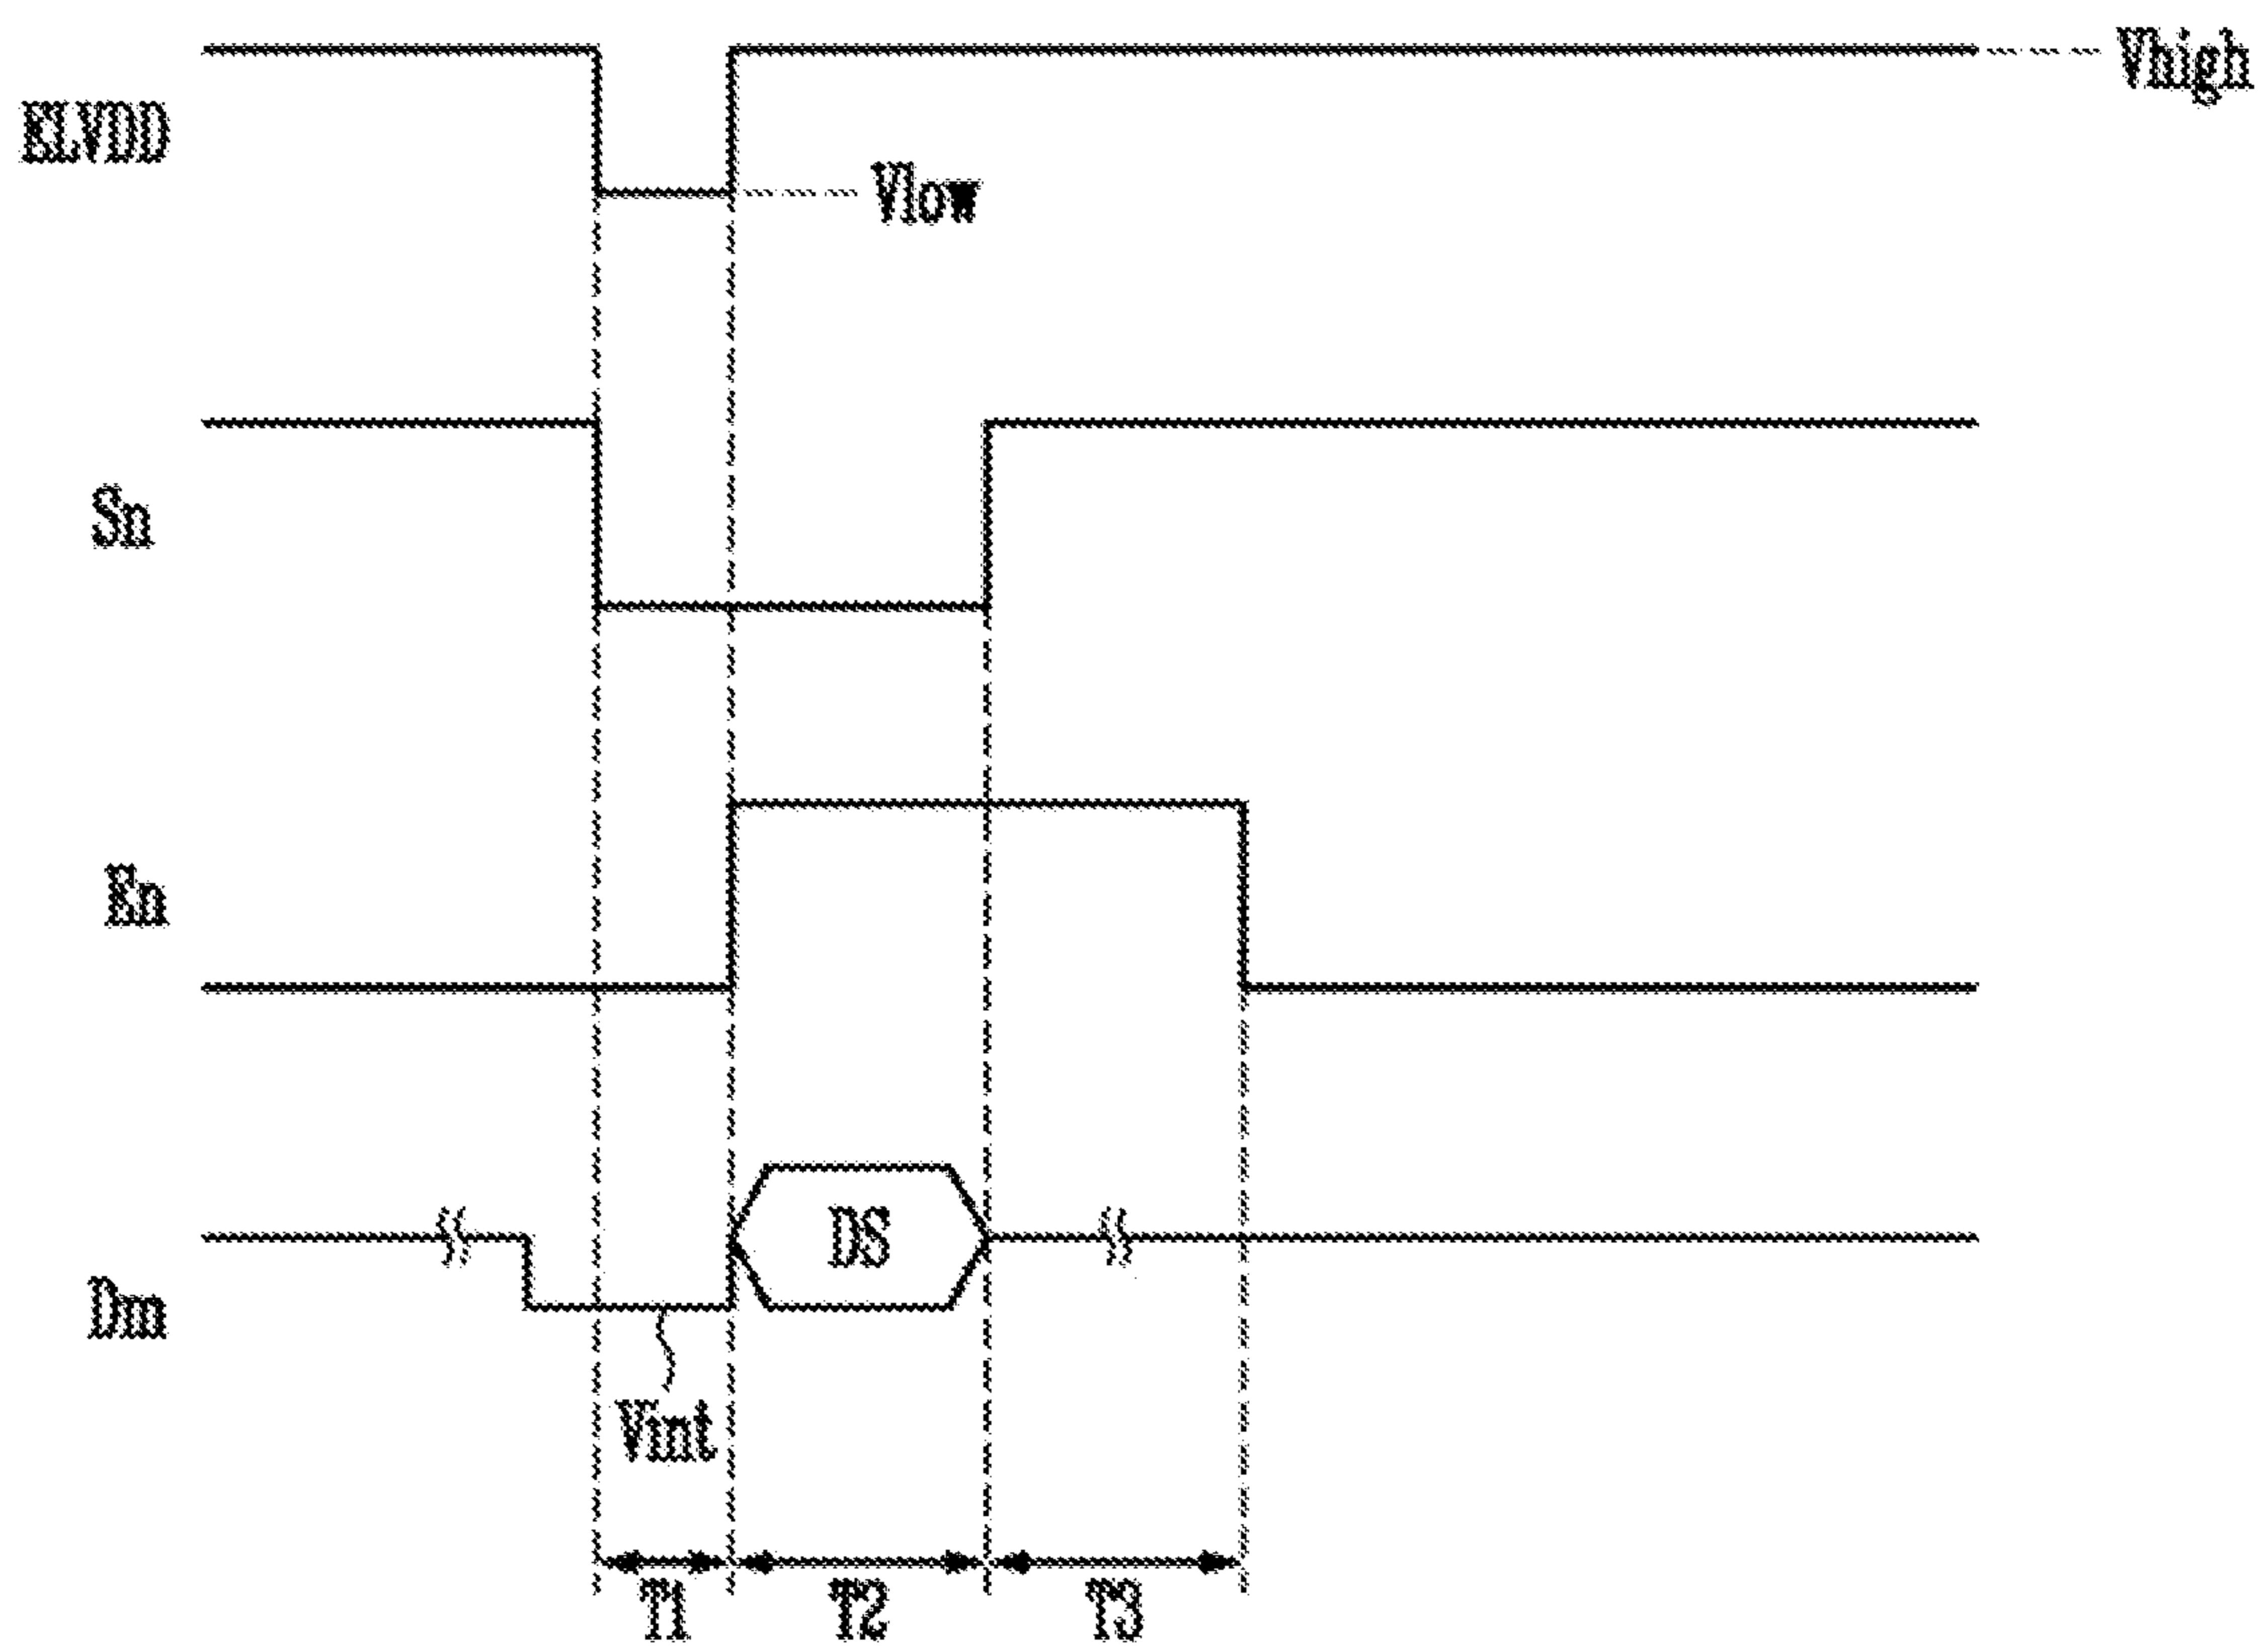 Vhigh
ELVDD
Vlow
Sn
En
DS
Dm
Vint
T1 T2 T3